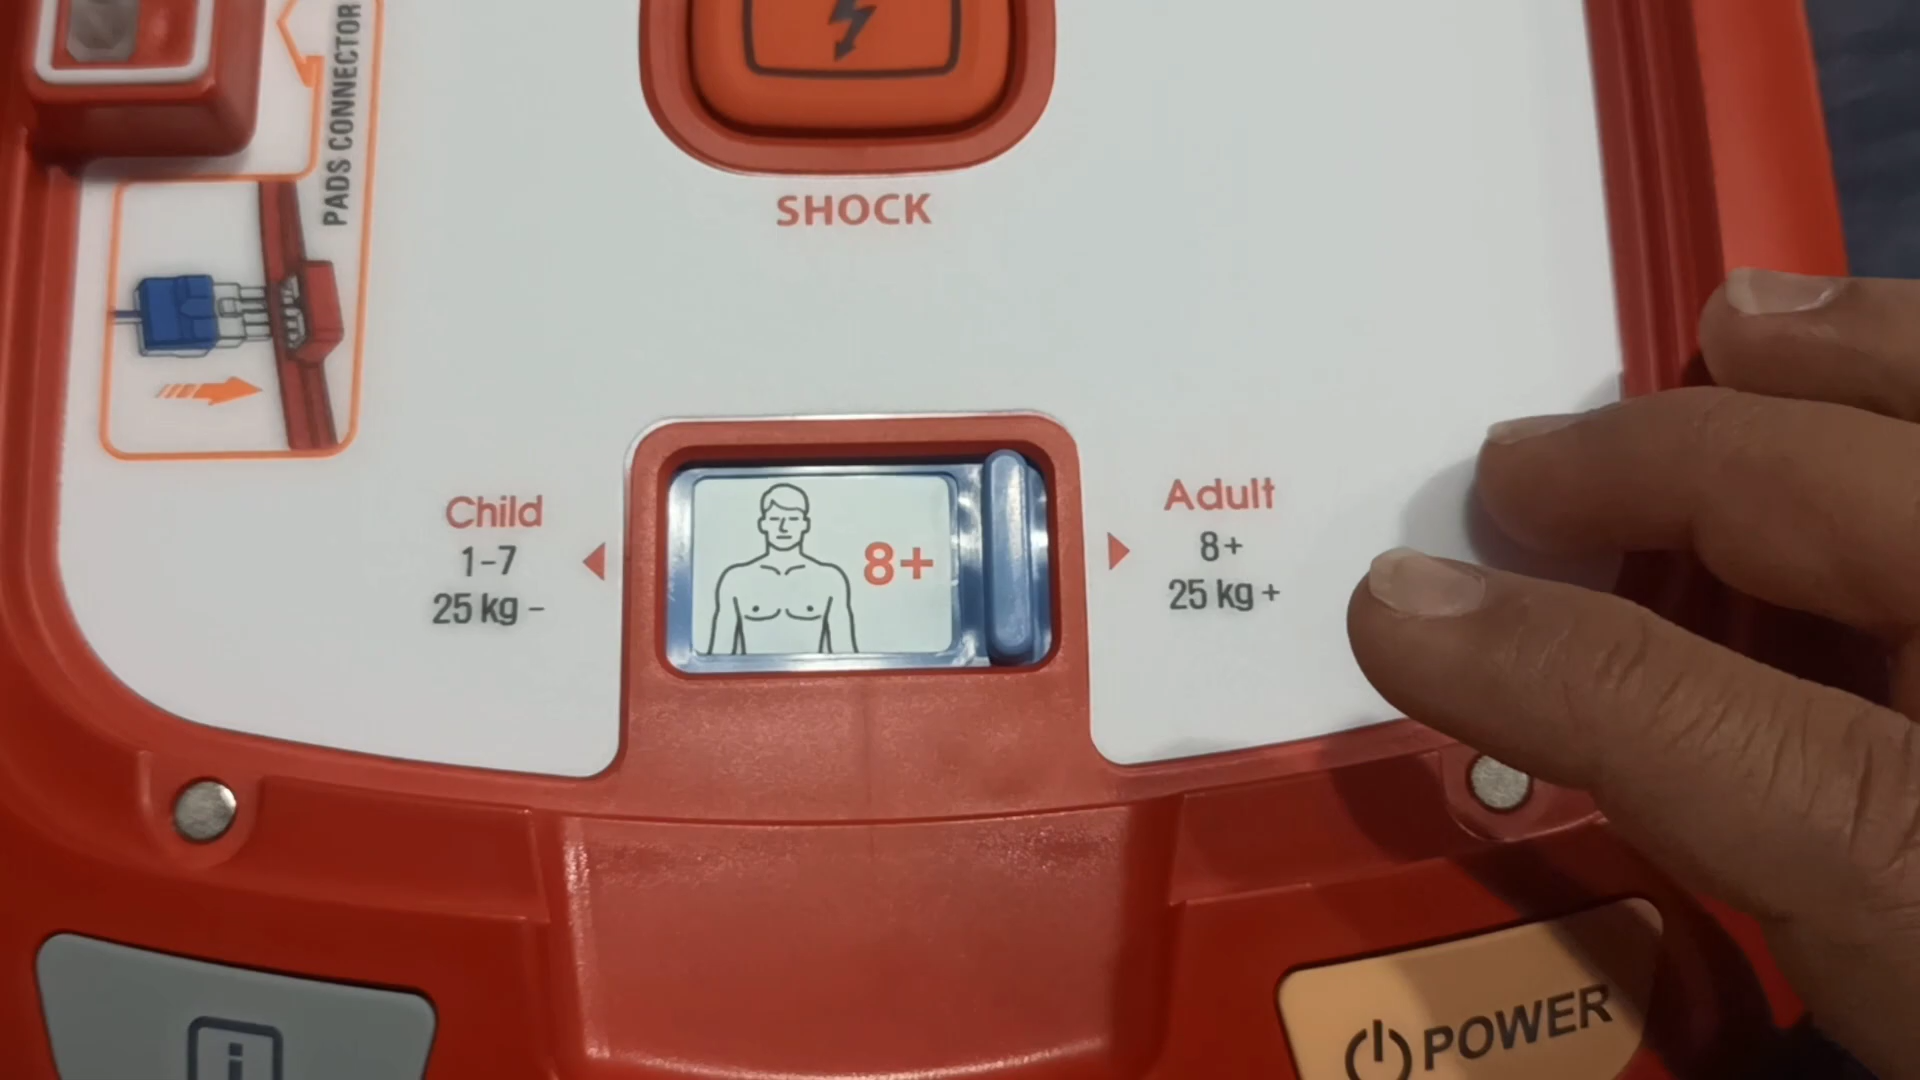 PADS CONNECTOR
SHOCK
Child
1-7
25 kg -
8+
Adult
8+
25 kg +
i
POWER